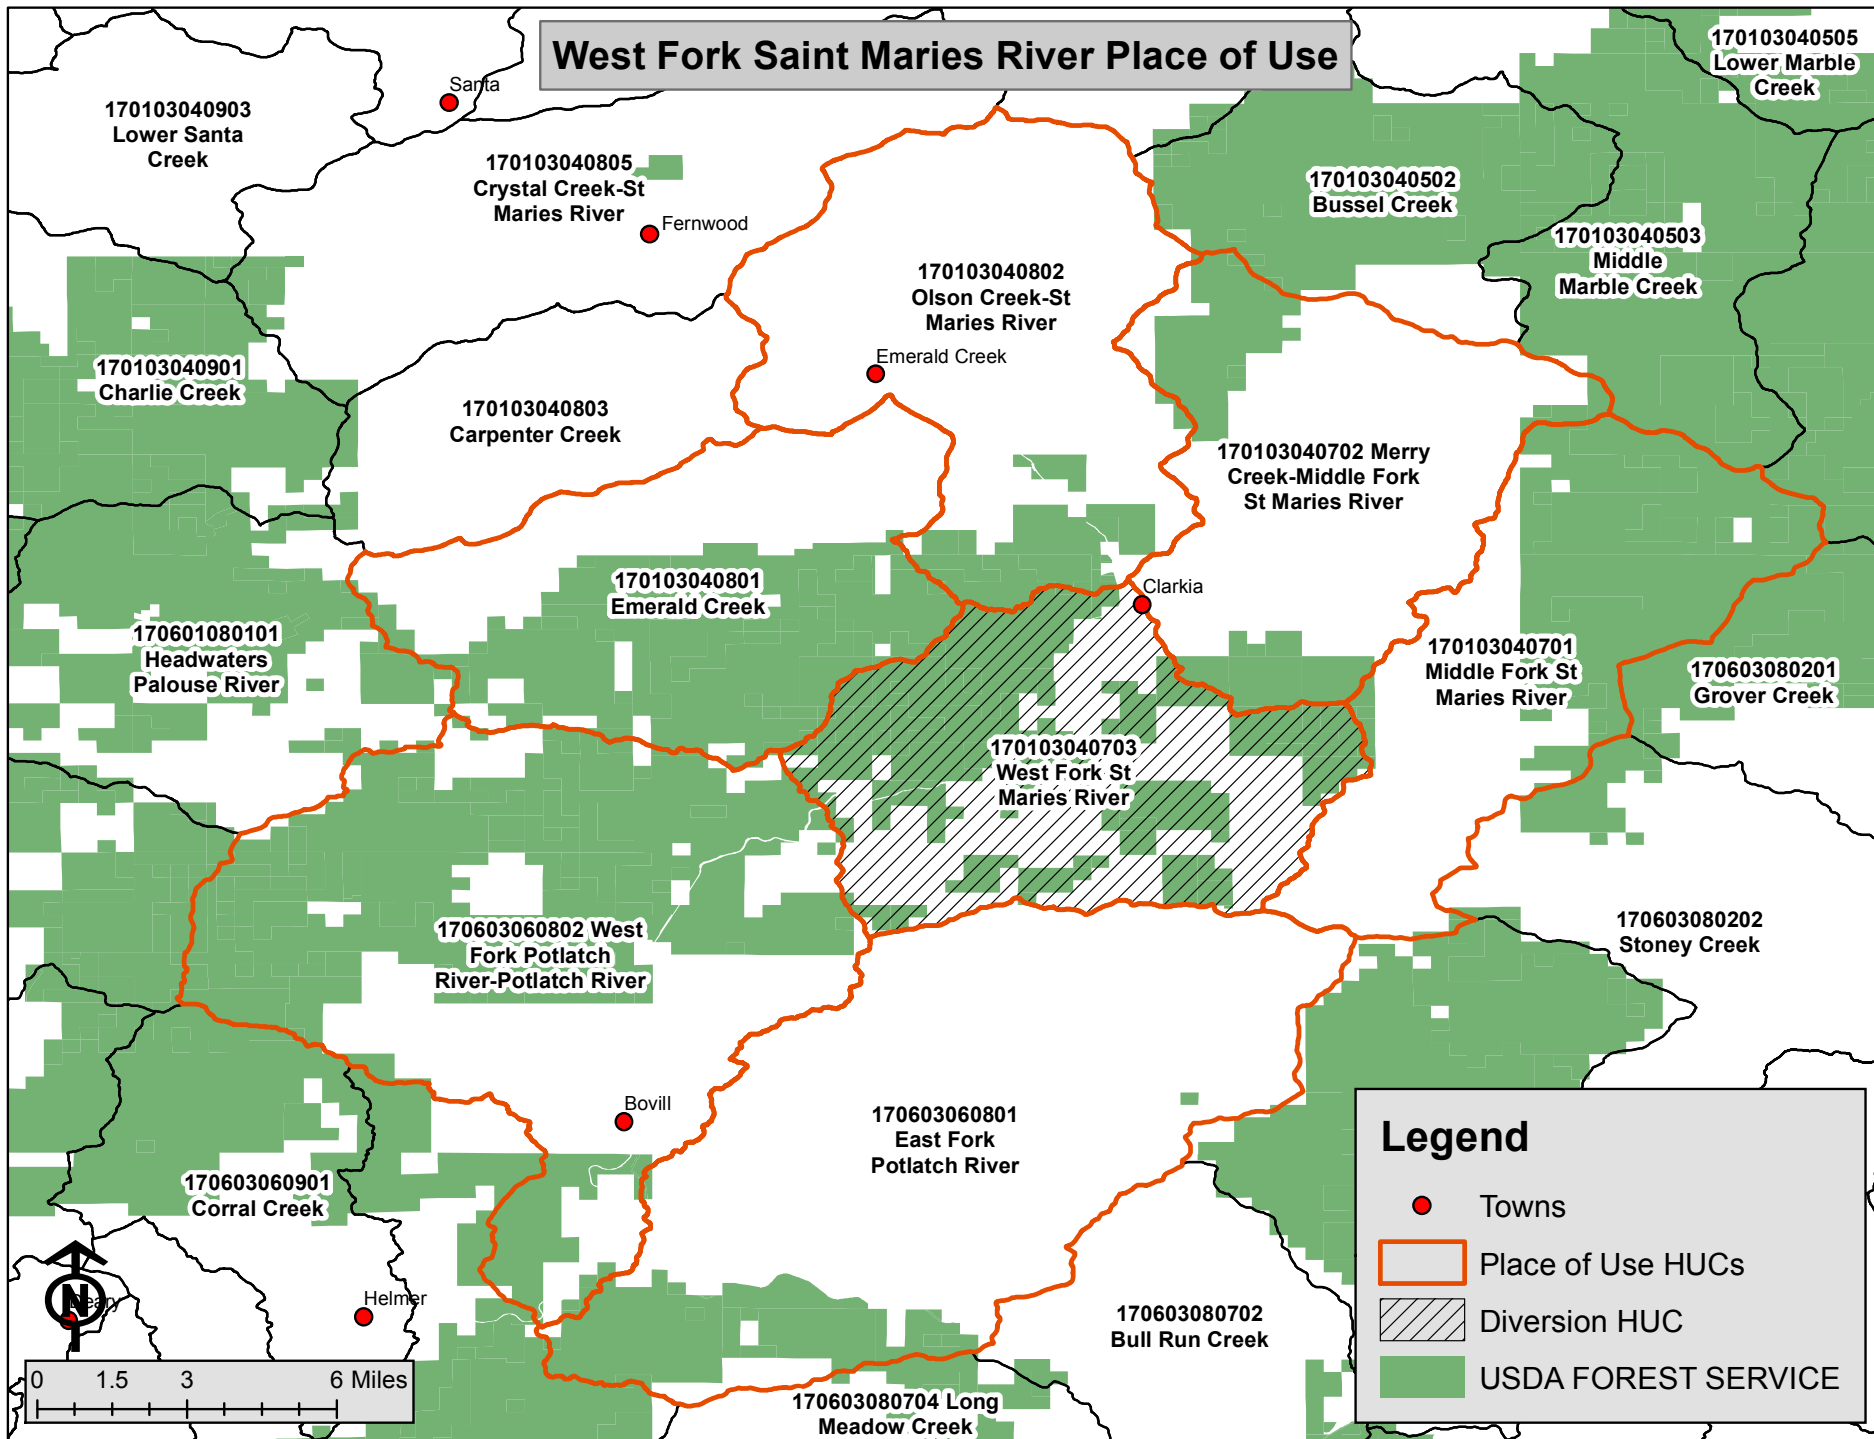 West Fork Saint Maries River Place of Use
170103040505
Lower Marble
Creek
Santa
170103040903
Lower Santa
Creek
170103040805
Crystal Creek-St
Maries River
Fernwood
170103040502
Bussel Creek
170103040503
Middle
Marble Creek
170103040802
Olson Creek-St
Maries River
Emerald Creek
170103040901
Charlie Creek
170103040803
Carpenter Creek
170103040702 Merry
Creek-Middle Fork
St Maries River
170103040801
Emerald Creek
Clarkia
170601080101
Headwaters
Palouse River
170103040701
Middle Fork St
Maries River
170603080201
Grover Creek
170103040703
West Fork St
Maries River
170603060802 West
Fork Potlatch
River-Potlatch River
170603080202
Stoney Creek
Bovill
170603060801
East Fork
Potlatch River
170603060901
Corral Creek
Deary
N
Helmer
170603080702
Bull Run Creek
170603080704 Long
Meadow Creek
0 1.5 3 6 Miles
Legend
Towns
Place of Use HUCs
Diversion HUC
USDA FOREST SERVICE